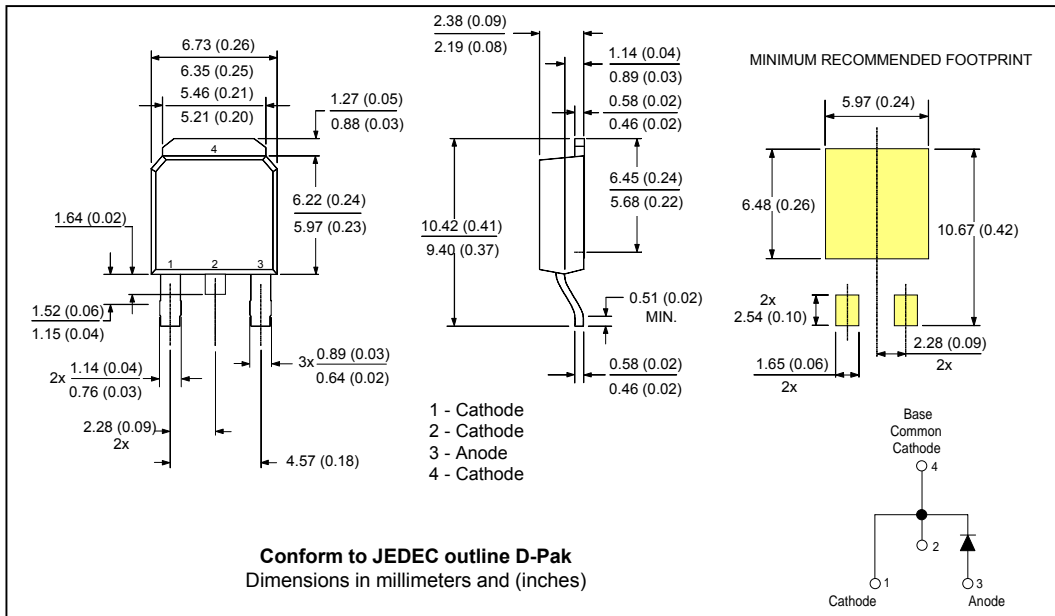 6.73 (0.26)
6.35 (0.25)
5.46 (0.21)
5.21 (0.20)
1.27 (0.05)
0.88 (0.03)
4
6.22 (0.24)
5.97 (0.23)
1.64 (0.02)
1 2 3
1.52 (0.06)
1.15 (0.04)
2x 1.14 (0.04)
0.76 (0.03)
3x 0.89 (0.03)
0.64 (0.02)
2.28 (0.09)
2x
4.57 (0.18)
2.38 (0.09)
2.19 (0.08)
1.14 (0.04)
0.89 (0.03)
0.58 (0.02)
0.46 (0.02)
10.42 (0.41)
9.40 (0.37)
6.45 (0.24)
5.68 (0.22)
0.51 (0.02)
MIN.
0.58 (0.02)
0.46 (0.02)
1 - Cathode
2 - Cathode
3 - Anode
4 - Cathode
MINIMUM RECOMMENDED FOOTPRINT
5.97 (0.24)
6.48 (0.26)
10.67 (0.42)
2x
2.54 (0.10)
2.28 (0.09)
2x
1.65 (0.06)
2x
Base
Common
Cathode
4
2
1
3
Cathode
Anode
Conform to JEDEC outline D-Pak
Dimensions in millimeters and (inches)